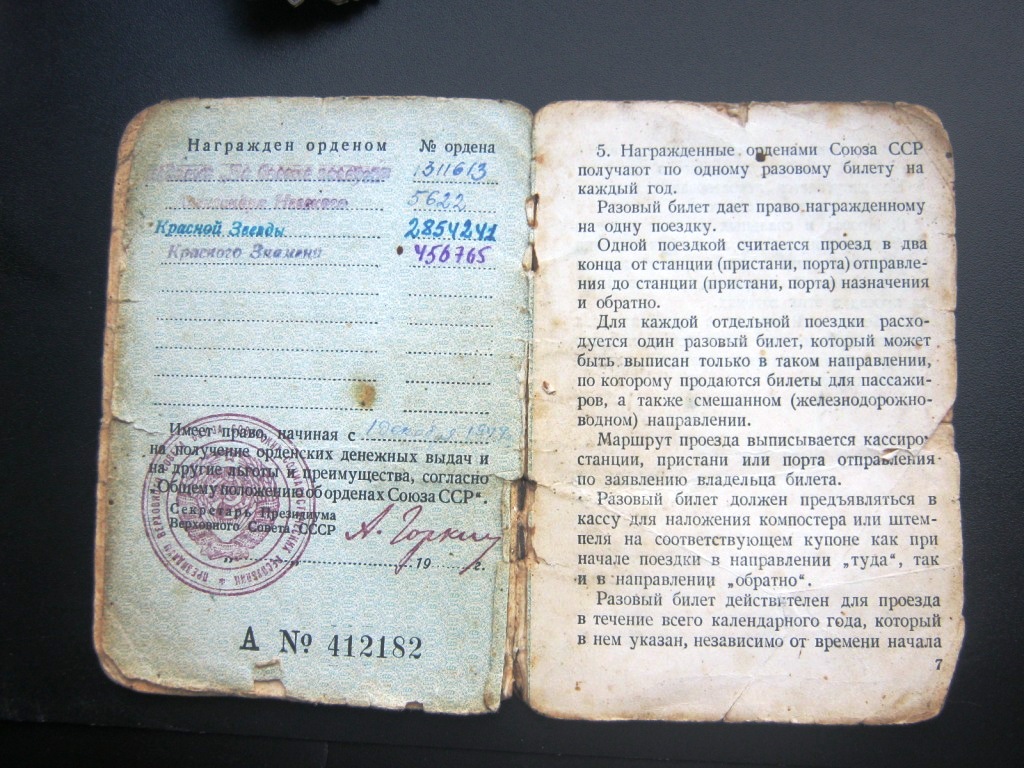 Награжден орденом № ордена
Медаль „За боевые заслуги" 1311613
Александра Невского 5622
Красной Звезды 2854241
Красного Знамени 456765
Имеет право, начиная с
на получение орденских денежных выдач и
на другие льготы и преимущества, согласно
„Общему положению об орденах Союза ССР".
Секретарь Президиума
Верховного Совета СССР А. Горкин
19 г.
А № 412182
5. Награжденные орденами Союза ССР
получают по одному разовому билету на
каждый год.
Разовый билет дает право награжденному
на одну поездку.
Одной поездкой считается проезд в два
конца от станции (пристани, порта) отправле-
ния до станции (пристани, порта) назначения
и обратно.
Для каждой отдельной поездки расхо-
дуется один разовый билет, который может
быть выписан только в таком направлении,
по которому продаются билеты для пассажи-
ров, а также смешанном (железнодорожно-
водном) направлении.
Маршрут проезда выписывается кассиром
станции, пристани или порта отправления
по заявлению владельца билета.
Разовый билет должен предъявляться в
кассу для наложения компостера или штем-
пеля на соответствующем купоне как при
начале поездки в направлении „туда", так
и в направлении „обратно".
Разовый билет действителен для проезда
в течение всего календарного года, который
в нем указан, независимо от времени начала
7